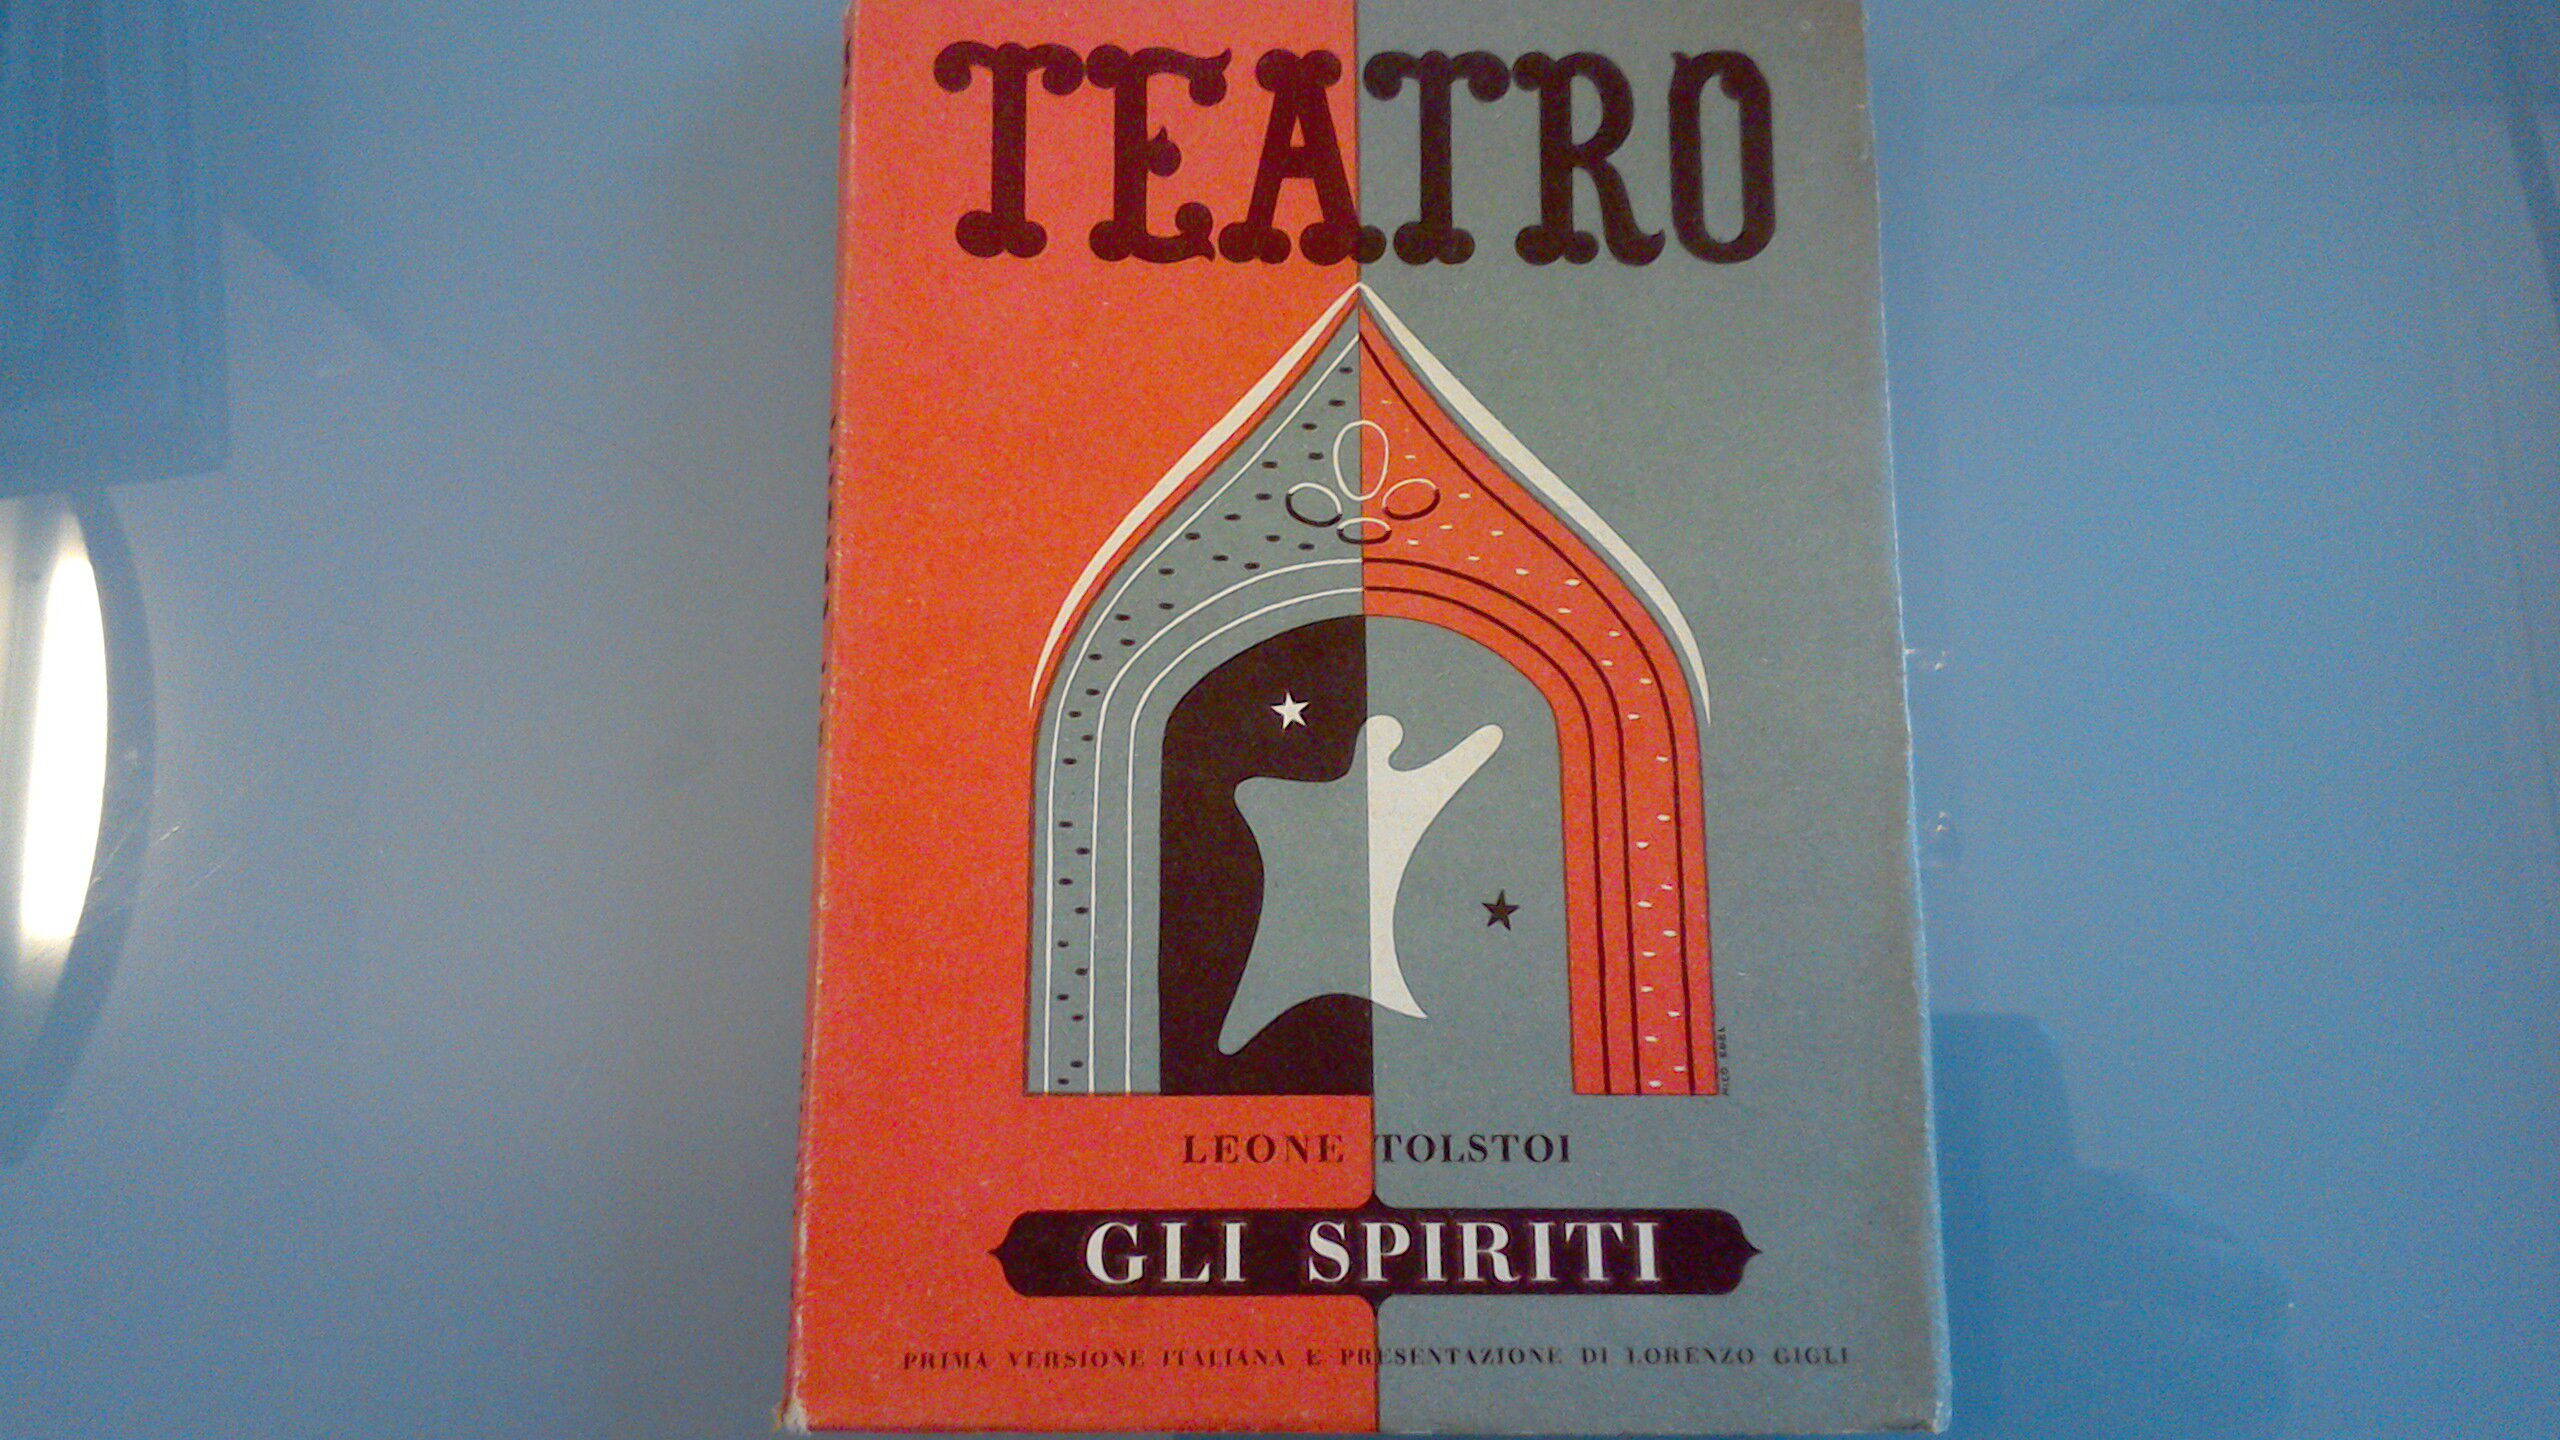 TEATRO
LEONE TOLSTOI
GLI SPIRITI
PRIMA VERSIONE ITALIANA E PRESENTAZIONE DI LORENZO GIGLI